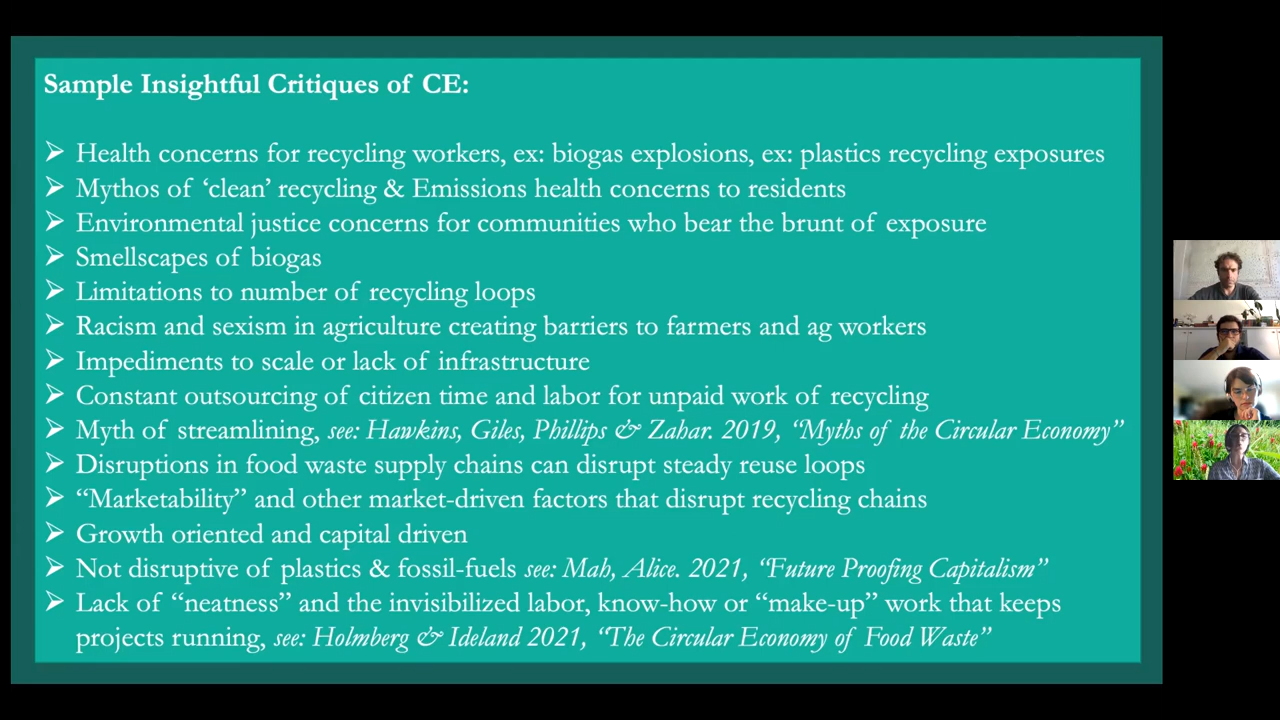 Sample Insightful Critiques of CE:
➢ Health concerns for recycling workers, ex: biogas explosions, ex: plastics recycling exposures
➢ Mythos of ‘clean’ recycling & Emissions health concerns to residents
➢ Environmental justice concerns for communities who bear the brunt of exposure
➢ Smellscapes of biogas
➢ Limitations to number of recycling loops
➢ Racism and sexism in agriculture creating barriers to farmers and ag workers
➢ Impediments to scale or lack of infrastructure
➢ Constant outsourcing of citizen time and labor for unpaid work of recycling
➢ Myth of streamlining, see: Hawkins, Giles, Phillips & Zahar. 2019, “Myths of the Circular Economy”
➢ Disruptions in food waste supply chains can disrupt steady reuse loops
➢ “Marketability” and other market-driven factors that disrupt recycling chains
➢ Growth oriented and capital driven
➢ Not disruptive of plastics & fossil-fuels see: Mah, Alice. 2021, “Future Proofing Capitalism”
➢ Lack of “neatness” and the invisibilized labor, know-how or “make-up” work that keeps
projects running, see: Holmberg & Ideland 2021, “The Circular Economy of Food Waste”